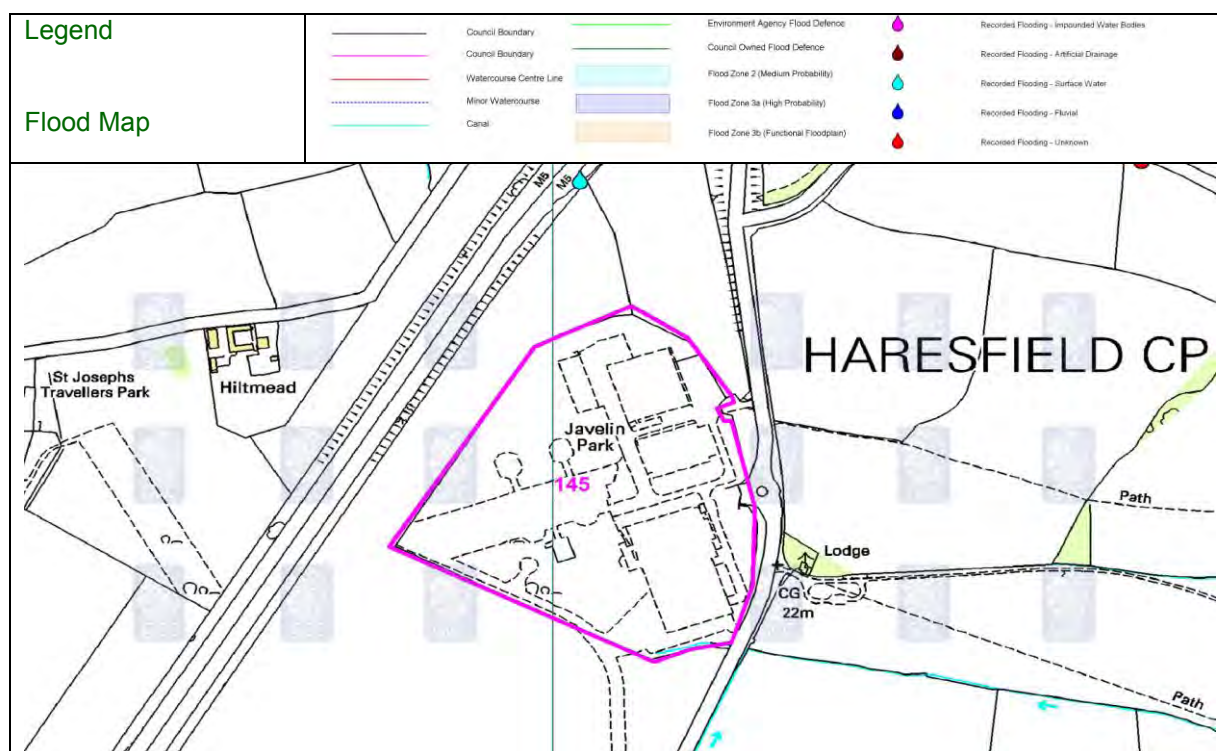 Legend
Flood Map
Council Boundary
Council Boundary
Watercourse Centre Line
Minor Watercourse
Canal
Environment Agency Flood Defence
Council Owned Flood Defence
Flood Zone 2 (Medium Probability)
Flood Zone 3a (High Probability)
Flood Zone 3b (Functional Floodplain)
Recorded Flooding - Impounded Water Bodies
Recorded Flooding - Artificial Drainage
Recorded Flooding - Surface Water
Recorded Flooding - Fluvial
Recorded Flooding - Unknown
M5
M5
HARESFIELD CP
St Josephs
Travellers Park
Hiltmead
Javelin
Park
145
Path
Lodge
CG
22m
Path